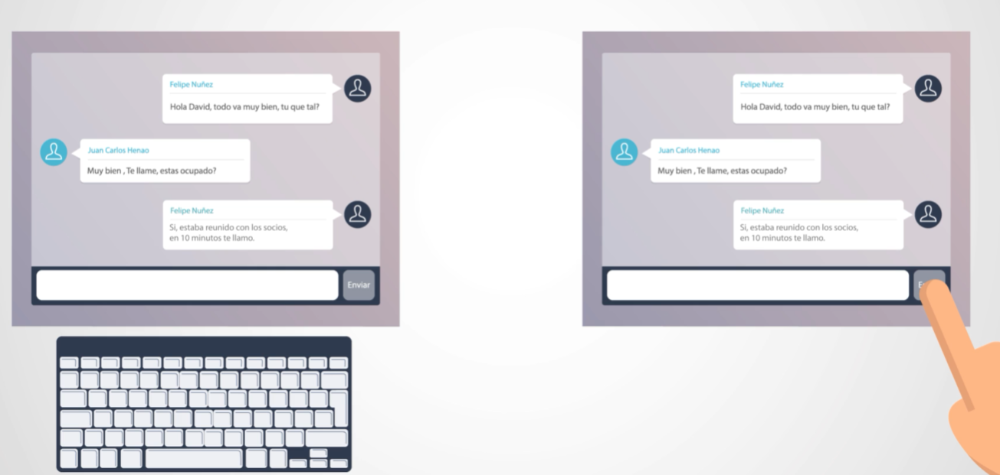 Felipe Nuñez
Hola David, todo va muy bien, tu que tal?
Juan Carlos Henao
Muy bien , Te llame, estas ocupado?
Felipe Nuñez
Si, estaba reunido con los socios,
en 10 minutos te llamo.
Enviar
Felipe Nuñez
Hola David, todo va muy bien, tu que tal?
Juan Carlos Henao
Muy bien , Te llame, estas ocupado?
Felipe Nuñez
Si, estaba reunido con los socios,
en 10 minutos te llamo.